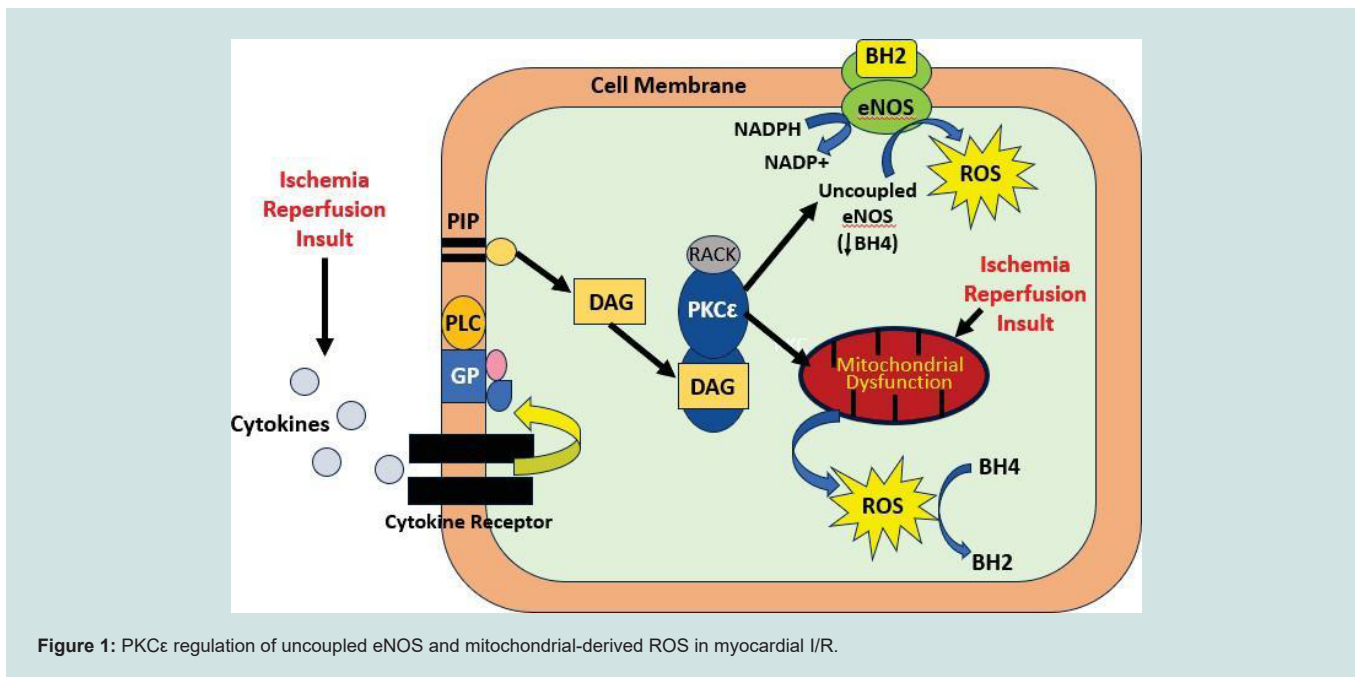 BH2
Cell Membrane
eNOS
NADPH
NADP+
ROS
Ischemia
Reperfusion
Insult
Uncoupled
eNOS
(↓BH4)
PIP
RACK
Ischemia
Reperfusion
Insult
DAG
PKCε
PLC
GP
DAG
Mitochondrial
Dysfunction
Cytokines
BH4
ROS
Cytokine Receptor
BH2
Figure 1: PKCε regulation of uncoupled eNOS and mitochondrial-derived ROS in myocardial I/R.